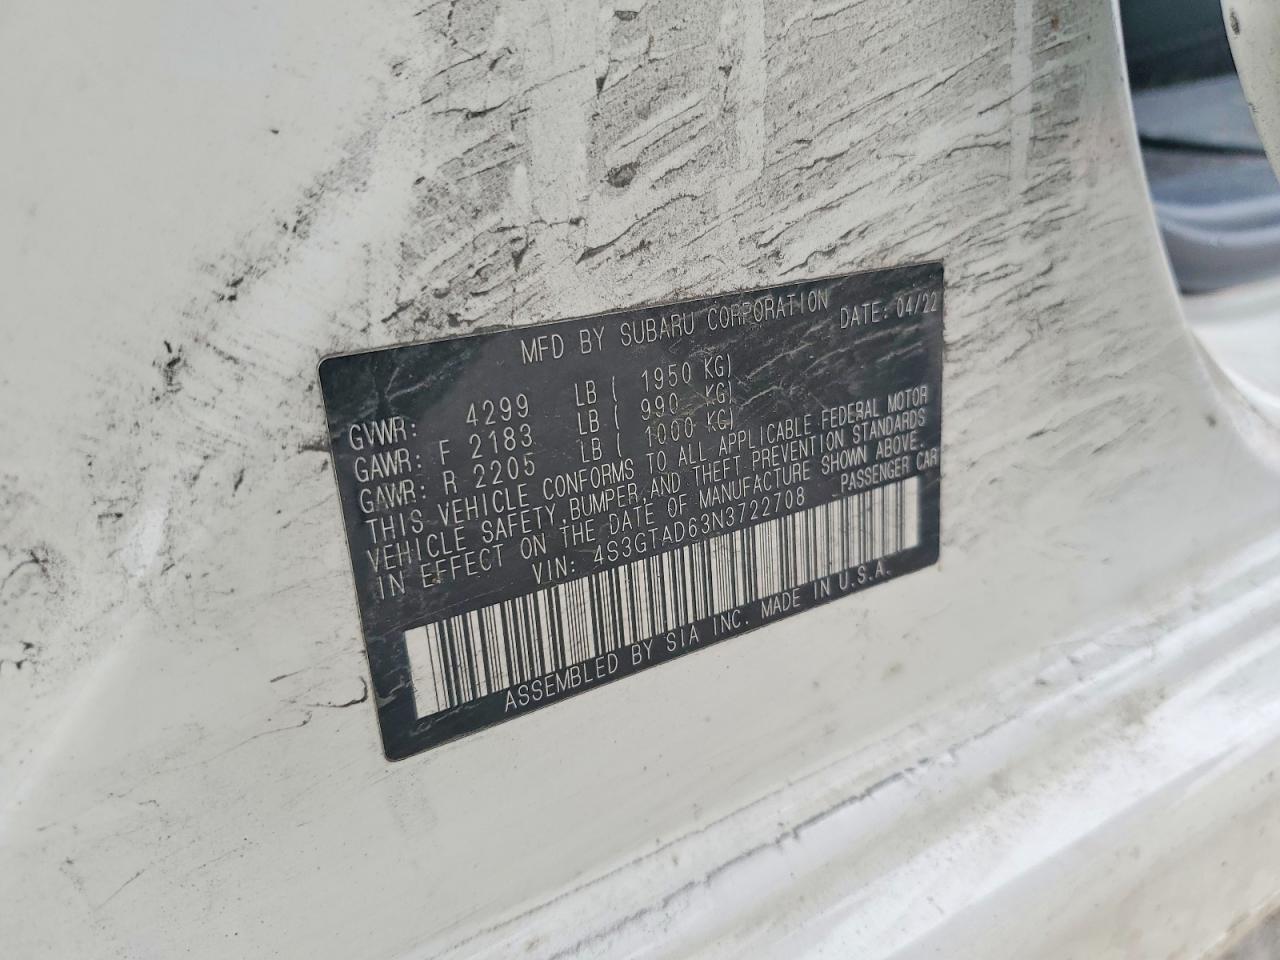 MFD BY SUBARU CORPORATION DATE: 04/22
GVWR: 4299 LB ( 1950 KG)
GAWR: F 2183 LB ( 990 KG)
GAWR: R 2205 LB ( 1000 KG)
THIS VEHICLE CONFORMS TO ALL APPLICABLE FEDERAL MOTOR
VEHICLE SAFETY, BUMPER, AND THEFT PREVENTION STANDARDS
IN EFFECT ON THE DATE OF MANUFACTURE SHOWN ABOVE.
VIN: 4S3GTAD63N3722708 PASSENGER CAR
ASSEMBLED BY SIA INC. MADE IN U.S.A.